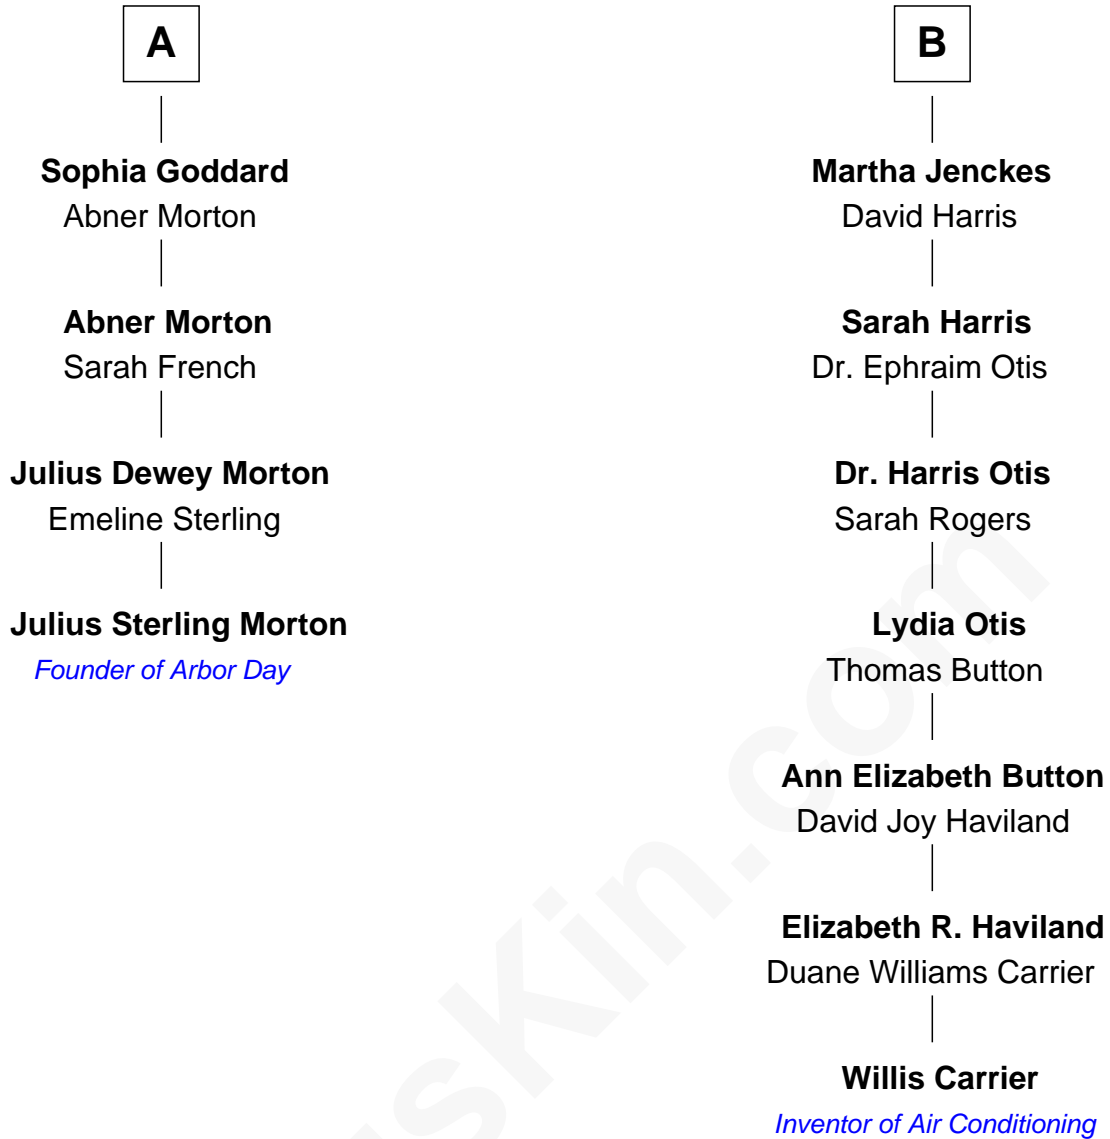 A
Sophia Goddard
Abner Morton
Abner Morton
Sarah French
Julius Dewey Morton
Emeline Sterling
Julius Sterling Morton
Founder of Arbor Day
B
Martha Jenckes
David Harris
Sarah Harris
Dr. Ephraim Otis
Dr. Harris Otis
Sarah Rogers
Lydia Otis
Thomas Button
Ann Elizabeth Button
David Joy Haviland
Elizabeth R. Haviland
Duane Williams Carrier
Willis Carrier
Inventor of Air Conditioning